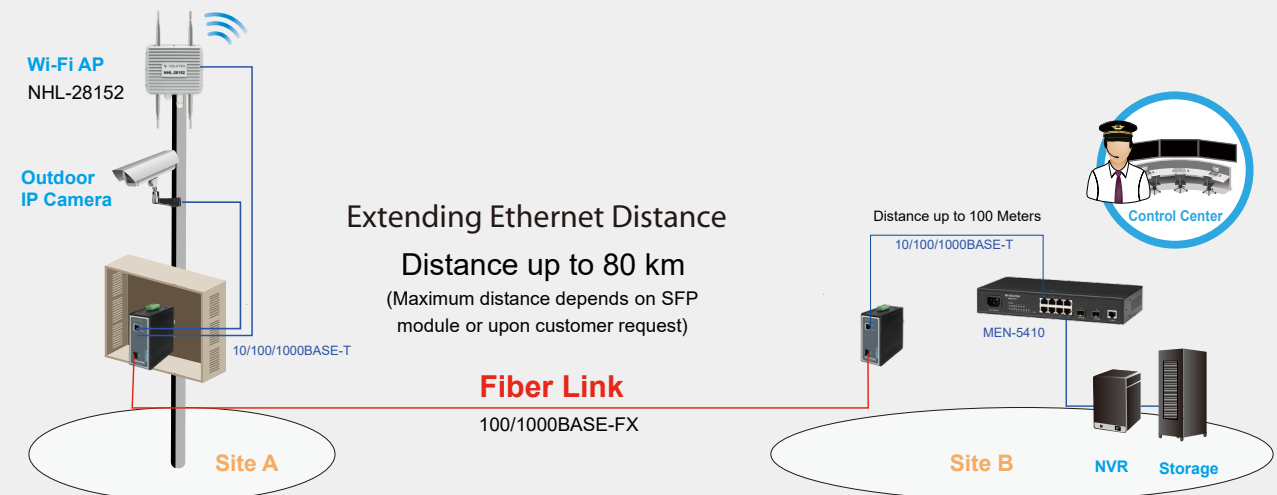 Wi-Fi AP
NHL-28152
NHL-28152
Outdoor
IP Camera
10/100/1000BASE-T
Extending Ethernet Distance
Distance up to 80 km
(Maximum distance depends on SFP
module or upon customer request)
Fiber Link
100/1000BASE-FX
Distance up to 100 Meters
10/100/1000BASE-T
MEN-5410
Control Center
Site A
Site B
NVR
Storage